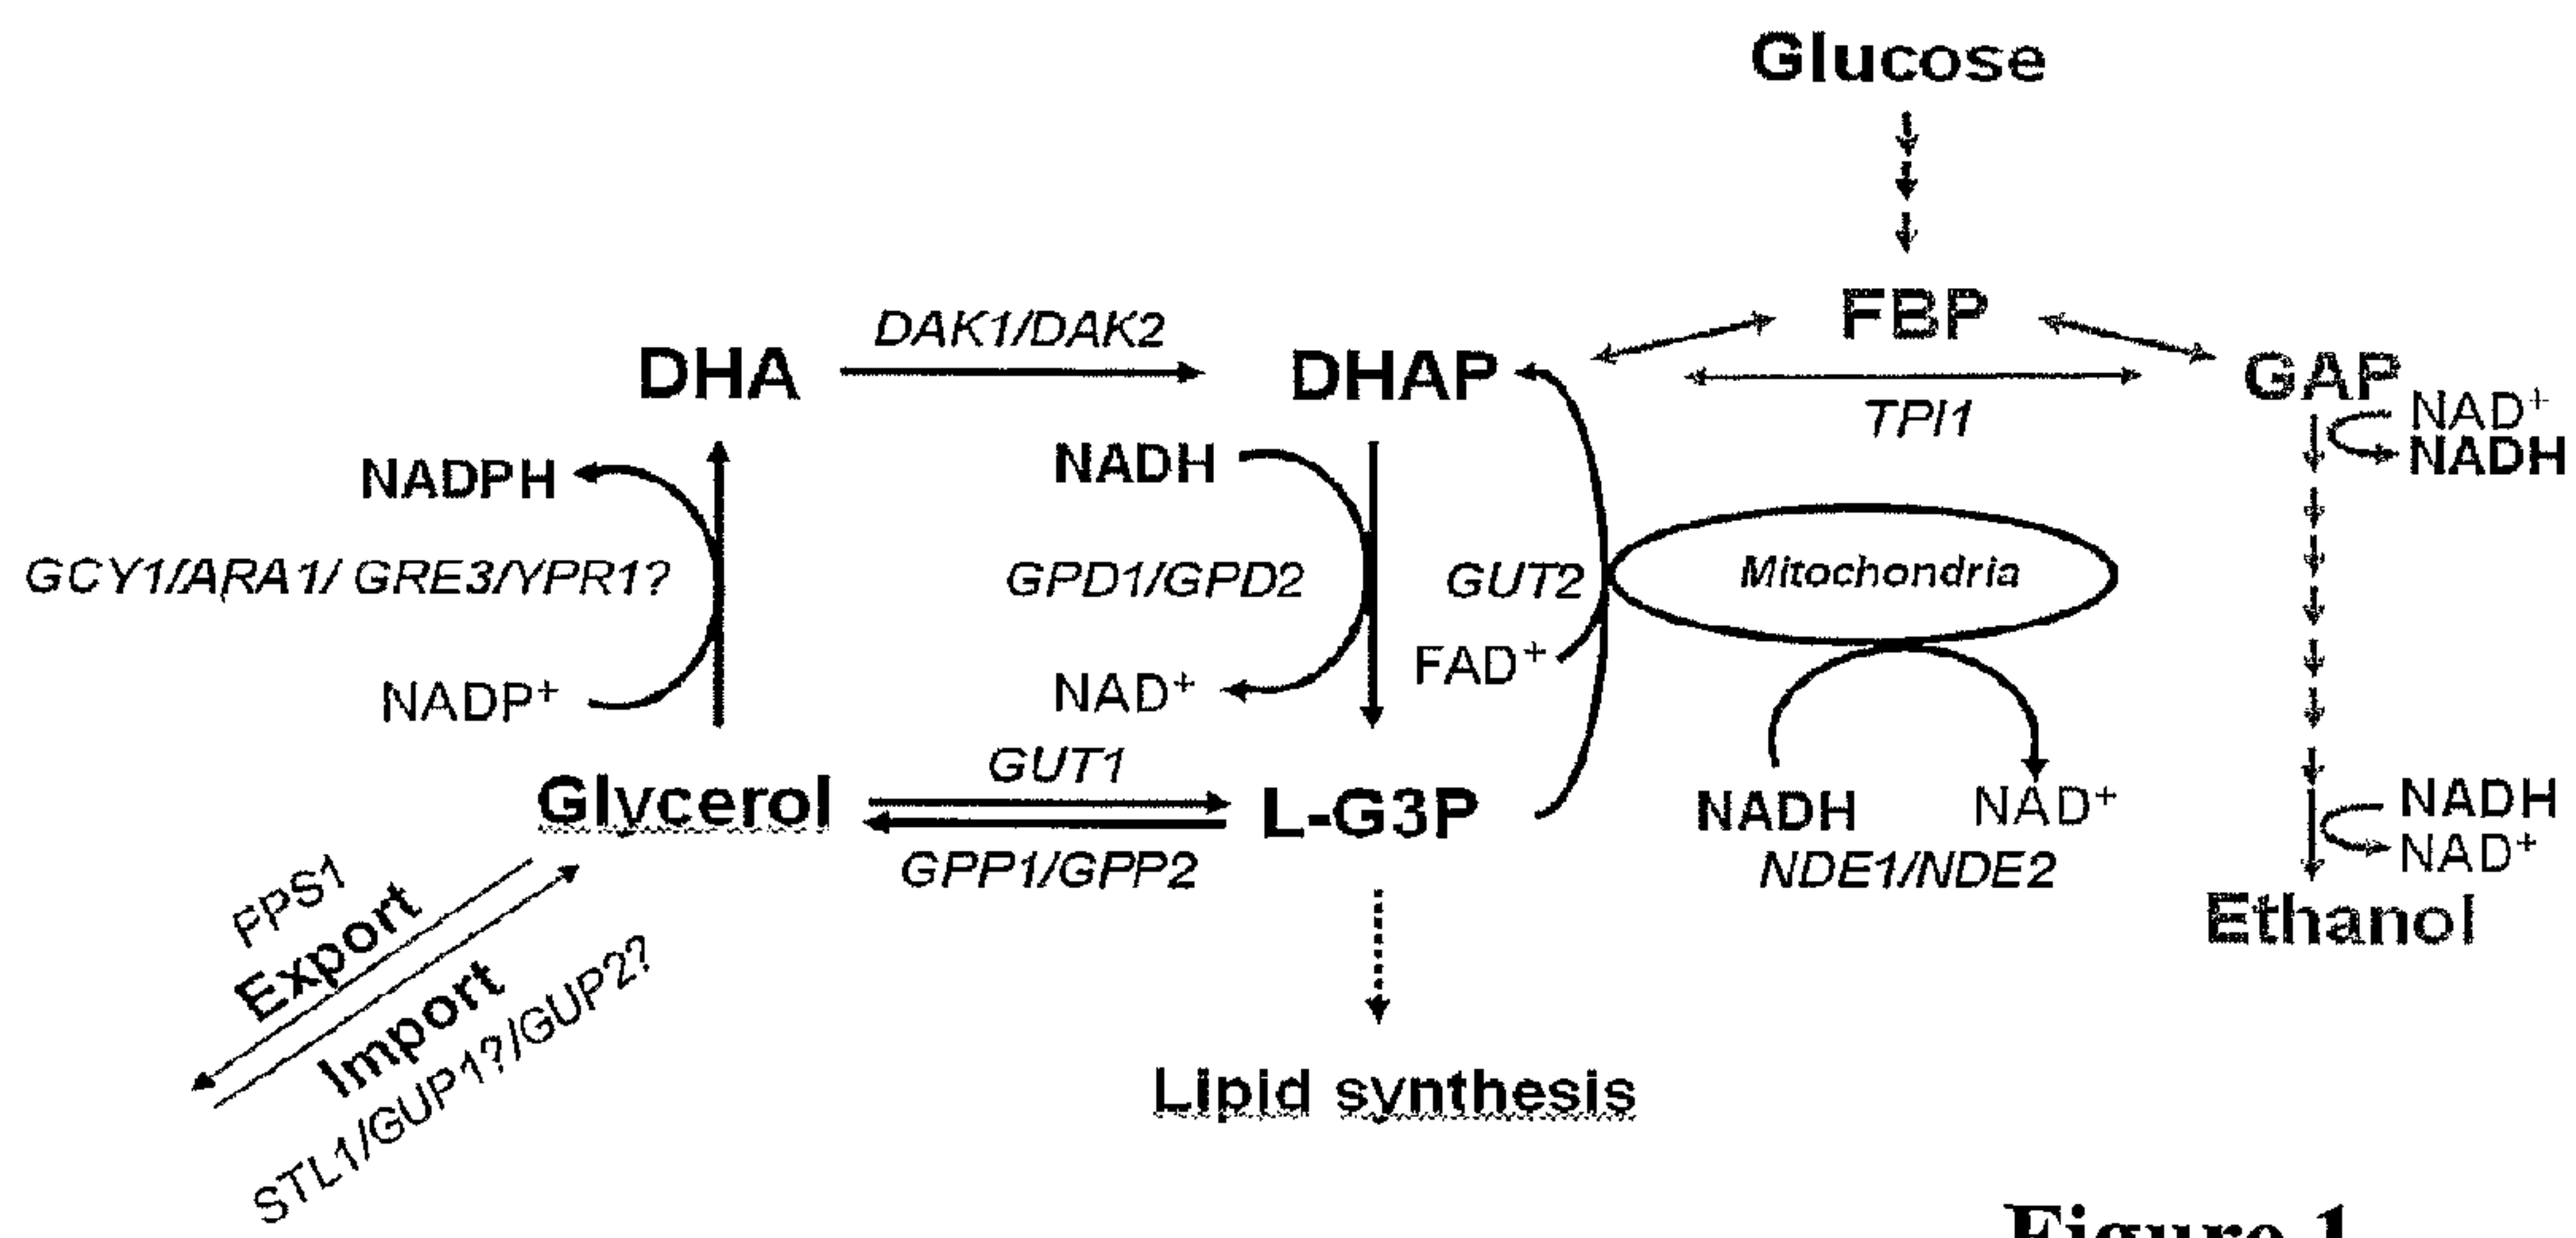 Glucose
FBP
DAK1/DAK2
DHA
DHAP
GAP
TPI1
NAD+
NADH
NADPH
NADH
GCY1/ARA1/ GRE3/YPR1?
GPD1/GPD2
GUT2
Mitochondria
FAD+
NADP+
NAD+
GUT1
Glycerol
L-G3P
NADH
NAD+
NADH
NAD+
GPP1/GPP2
NDE1/NDE2
Ethanol
FPS1
Export
Import
STL1/GUP1?/GUP2?
Lipid synthesis
Figure 1